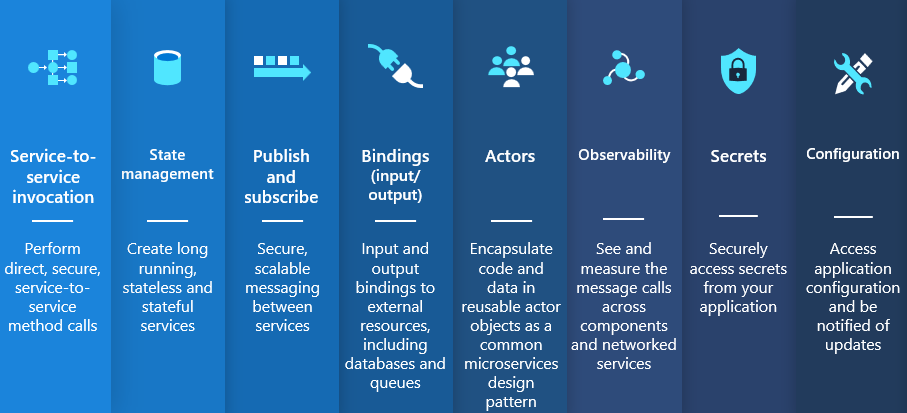 Service-to-
service
invocation
Perform
direct, secure,
service-to-
service
method calls
State
management
Create long
running,
stateless and
stateful
services
Publish
and
subscribe
Secure,
scalable
messaging
between
services
Bindings
(input/
output)
Input and
output
bindings to
external
resources,
including
databases and
queues
Actors
Encapsulate
code and
data in
reusable actor
objects as a
common
microservices
design
pattern
Observability
See and
measure the
message calls
across
components
and networked
services
Secrets
Securely
access secrets
from your
application
Configuration
Access
application
configuration
and be
notified of
updates